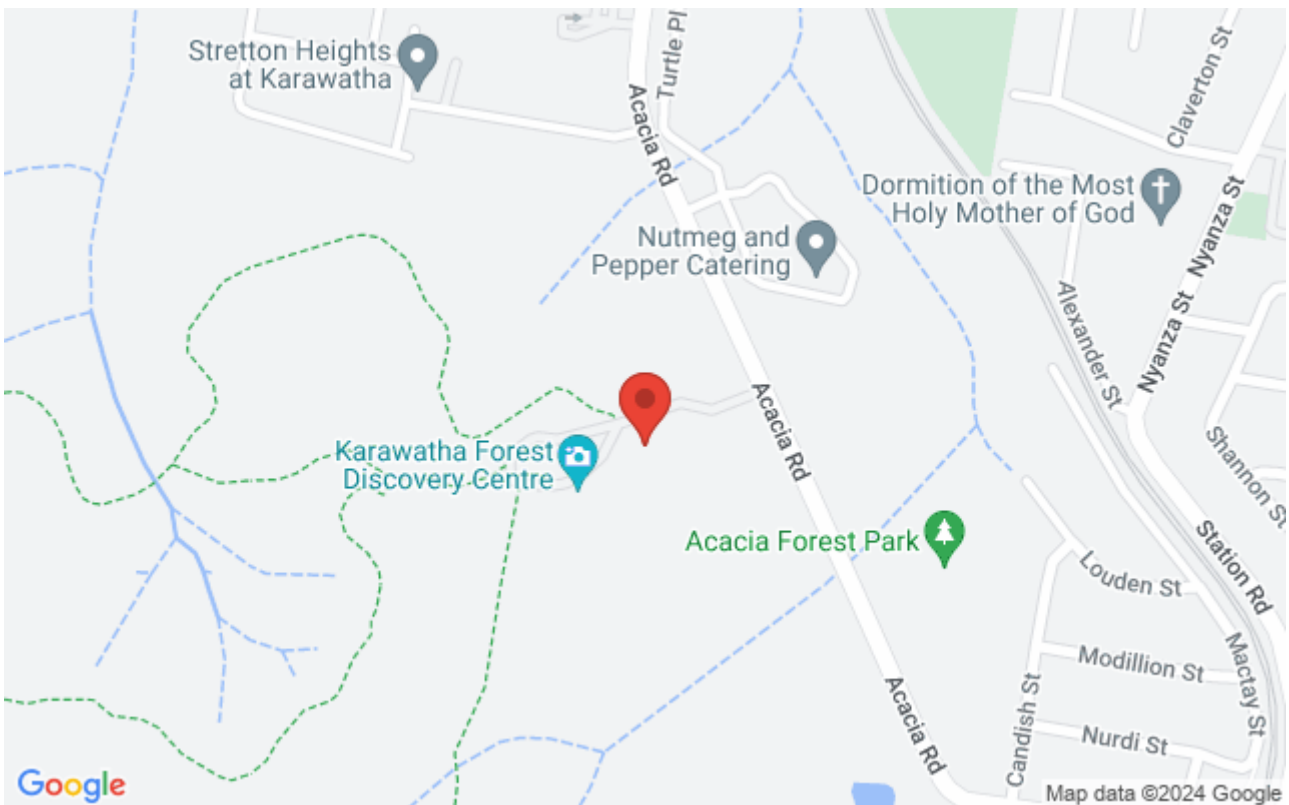 Stretton Heights
at Karawatha
Turtle Pl
Acacia Rd
Claverton St
Dormition of the Most
Holy Mother of God
Nutmeg and
Pepper Catering
Nyanza St
Nyanza St
Alexander St
Acacia Rd
Karawatha Forest
Discovery Centre
Shannon St
Acacia Forest Park
Station Rd
Louden St
Modillion St
Mactay St
Acacia Rd
Candish St
Nurdi St
Google
Map data ©2024 Google